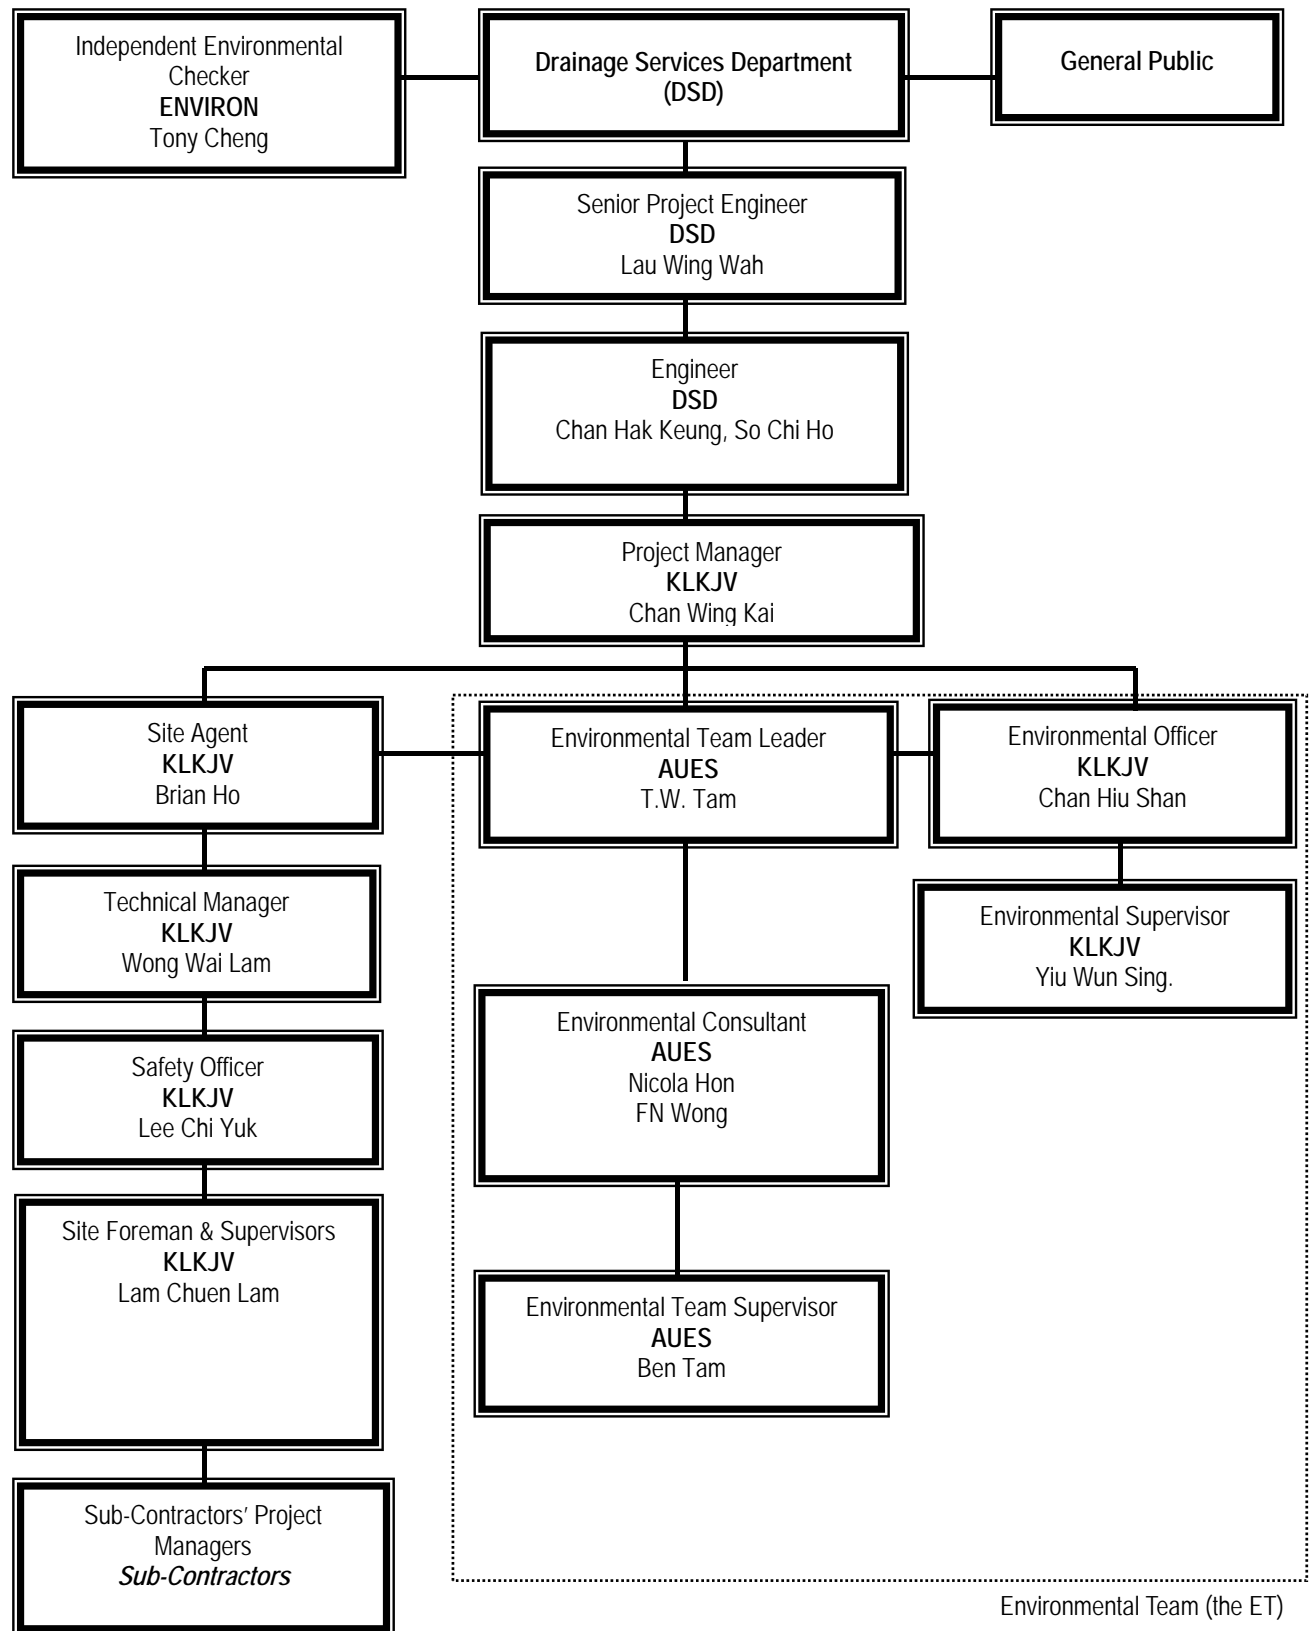 Independent Environmental
Checker
ENVIRON
Tony Cheng
Drainage Services Department
(DSD)
General Public
Senior Project Engineer
DSD
Lau Wing Wah
Engineer
DSD
Chan Hak Keung, So Chi Ho
Project Manager
KLKJV
Chan Wing Kai
Site Agent
KLKJV
Brian Ho
Environmental Team Leader
AUES
T.W. Tam
Environmental Officer
KLKJV
Chan Hiu Shan
Technical Manager
KLKJV
Wong Wai Lam
Environmental Supervisor
KLKJV
Yiu Wun Sing.
Environmental Consultant
AUES
Nicola Hon
FN Wong
Safety Officer
KLKJV
Lee Chi Yuk
Site Foreman & Supervisors
KLKJV
Lam Chuen Lam
Environmental Team Supervisor
AUES
Ben Tam
Sub-Contractors’ Project
Managers
Sub-Contractors
Environmental Team (the ET)